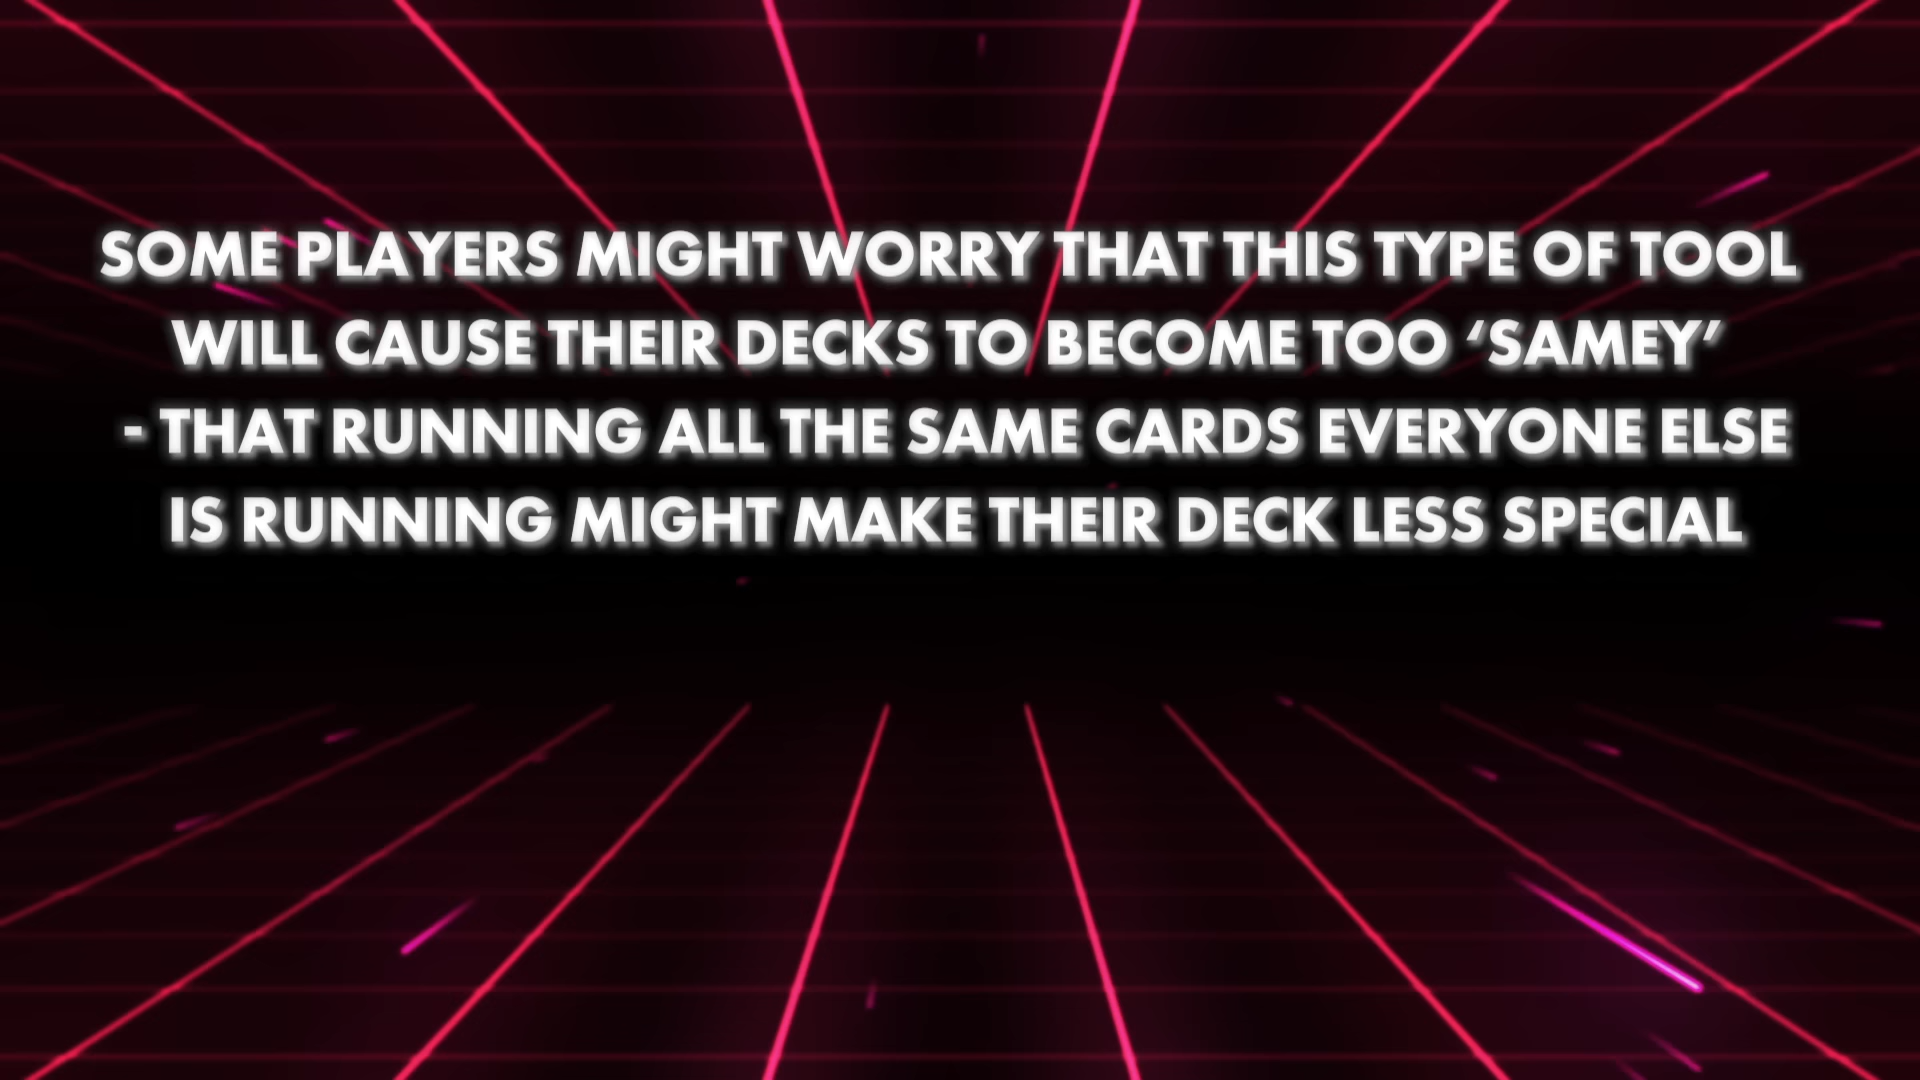 SOME PLAYERS MIGHT WORRY THAT THIS TYPE OF TOOL
WILL CAUSE THEIR DECKS TO BECOME TOO ‘SAMEY’
- THAT RUNNING ALL THE SAME CARDS EVERYONE ELSE
IS RUNNING MIGHT MAKE THEIR DECK LESS SPECIAL